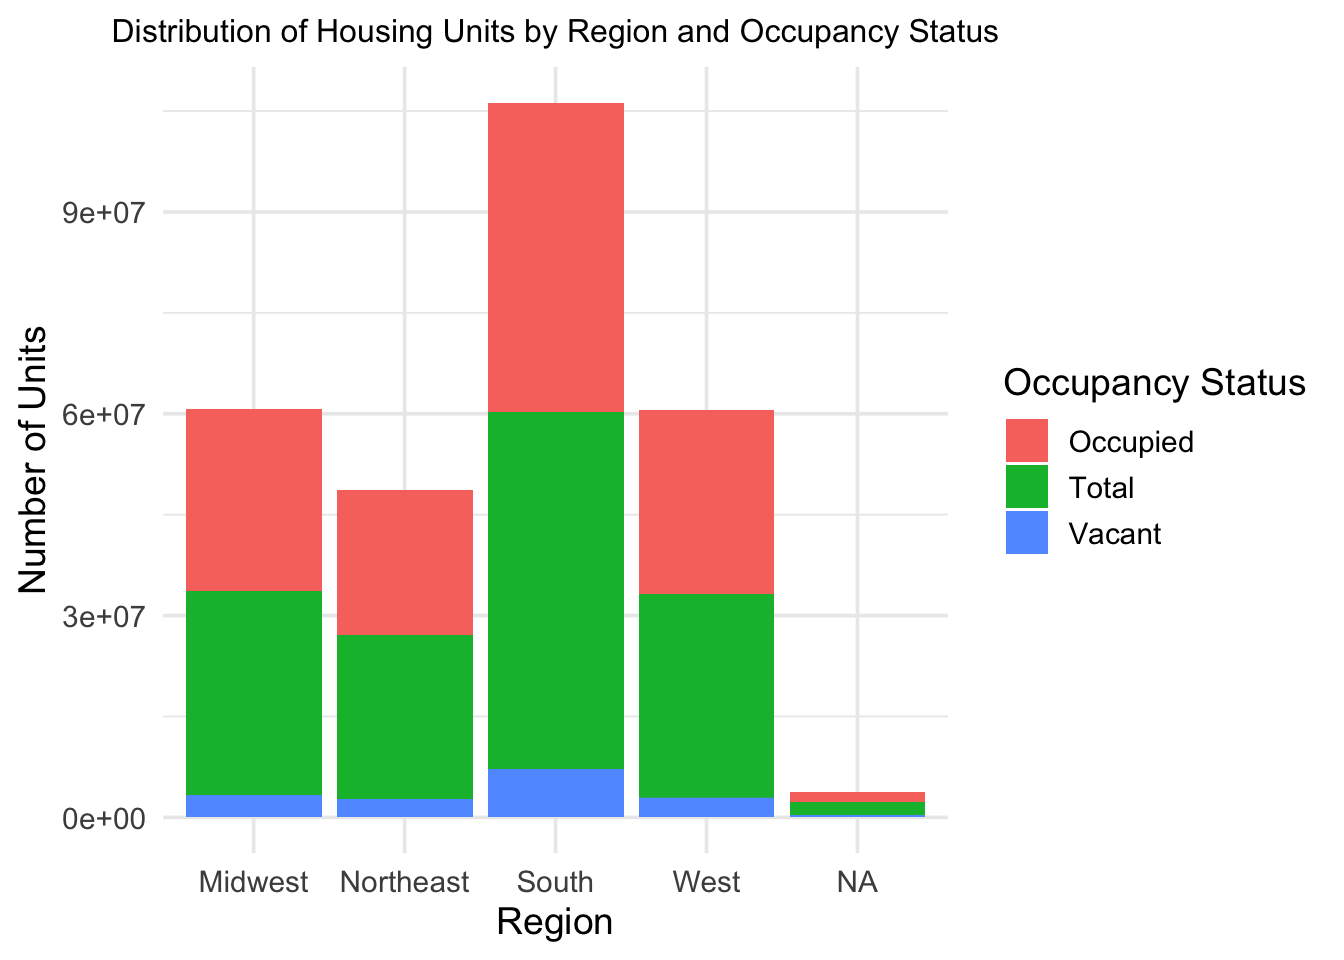 Distribution of Housing Units by Region and Occupancy Status
Number of Units
9e+07
6e+07
3e+07
0e+00
Midwest
Northeast
South
West
NA
Region
Occupancy Status
Occupied
Total
Vacant